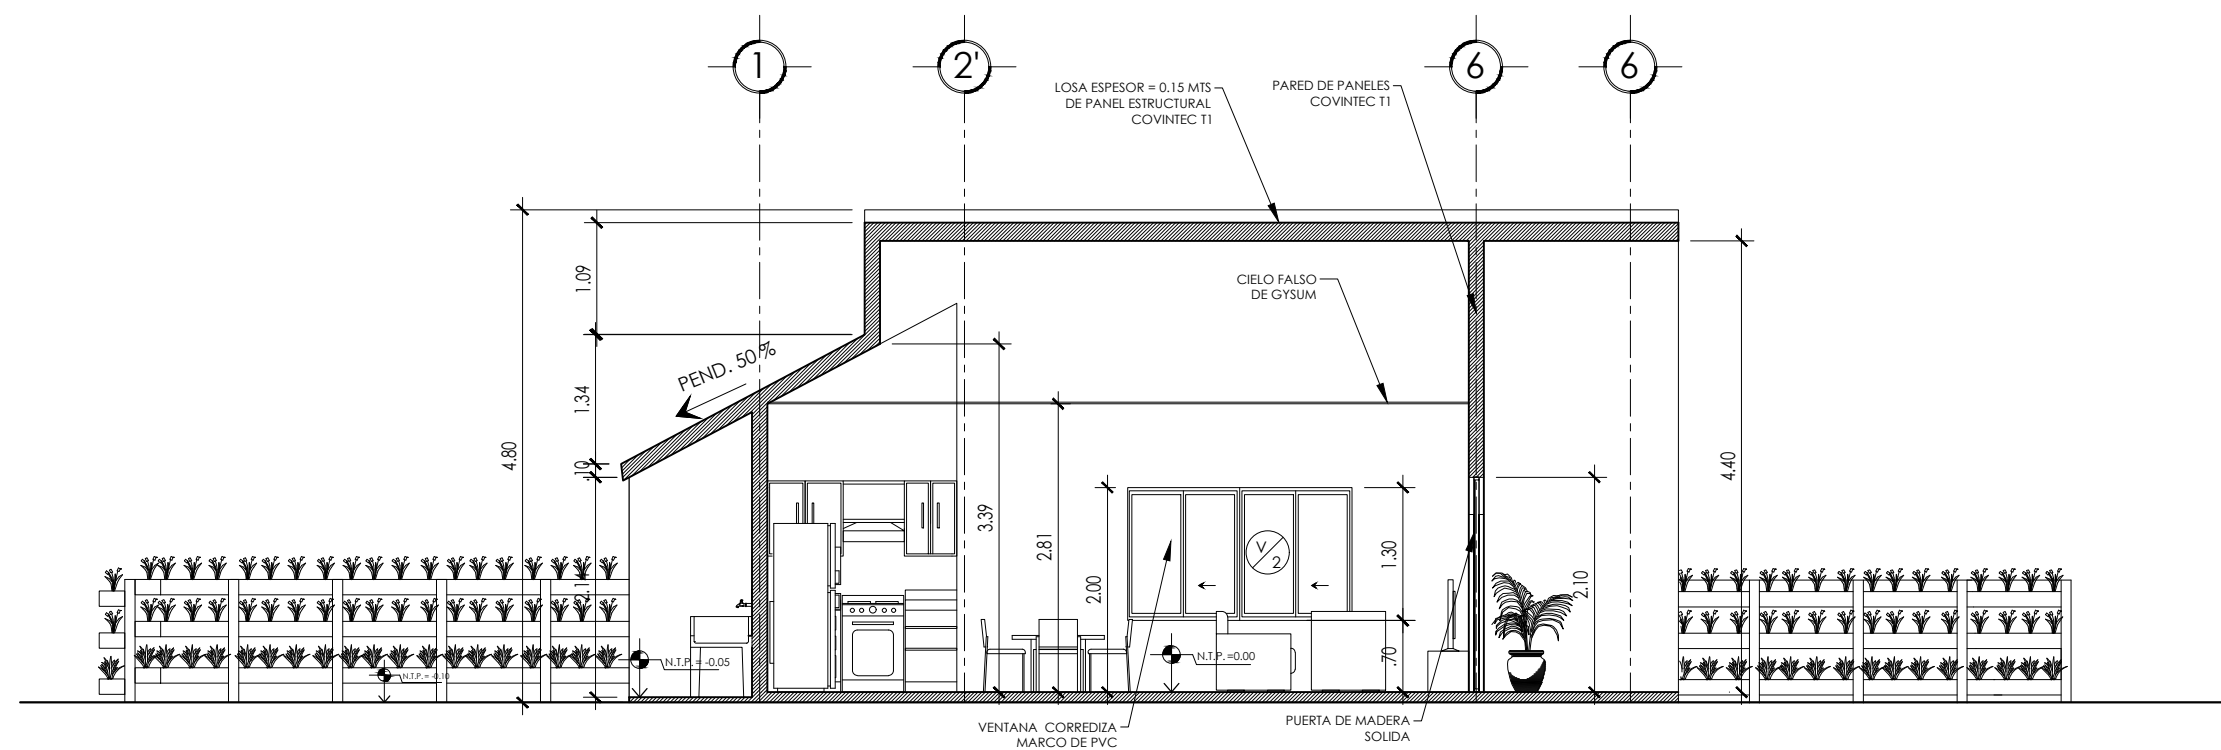 1
2'
6
6
LOSA ESPESOR = 0.15 MTS
DE PANEL ESTRUCTURAL
COVINTEC T1
PARED DE PANELES
COVINTEC T1
CIELO FALSO
DE GYSUM
1.09
PEND. 50 %
1.34
4.80
.10
4.40
3.39
2.81
2.00
V
2
1.30
2.10
.70
N.T.P. = -0.05
N.T.P. = -0.10
N.T.P. =0.00
VENTANA CORREDIZA
MARCO DE PVC
PUERTA DE MADERA
SOLIDA